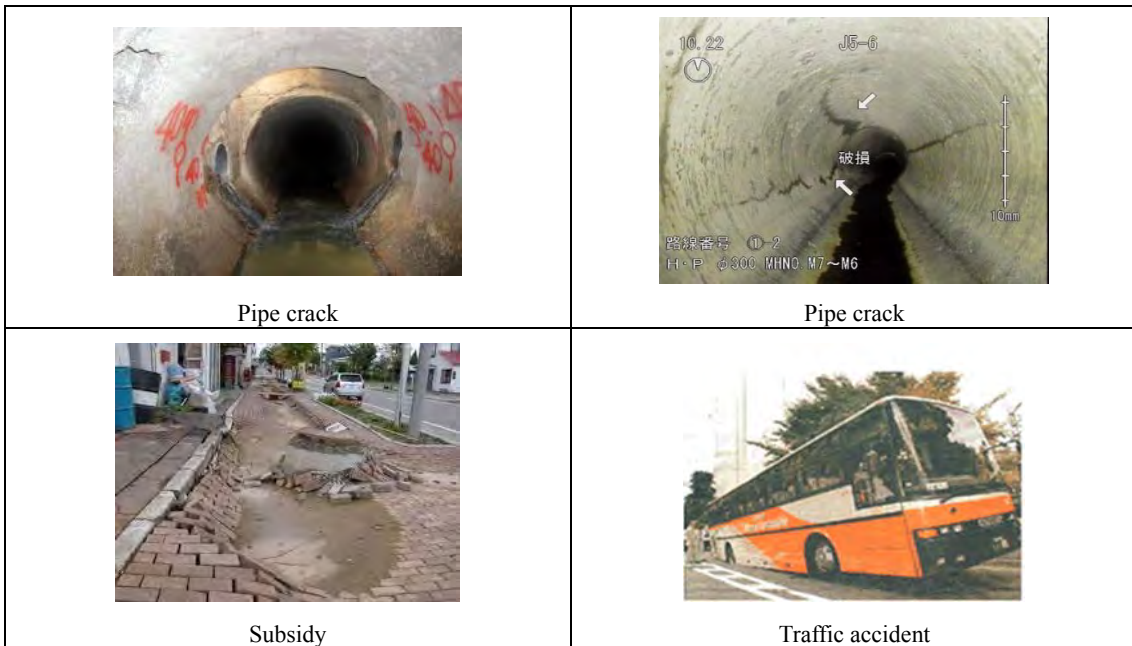 Pipe crack
10.22
J5-6
破損
10mm
路線番号 ①-2
H・P φ300 MHNO.M7～M6
Pipe crack
Subsidy
Traffic accident